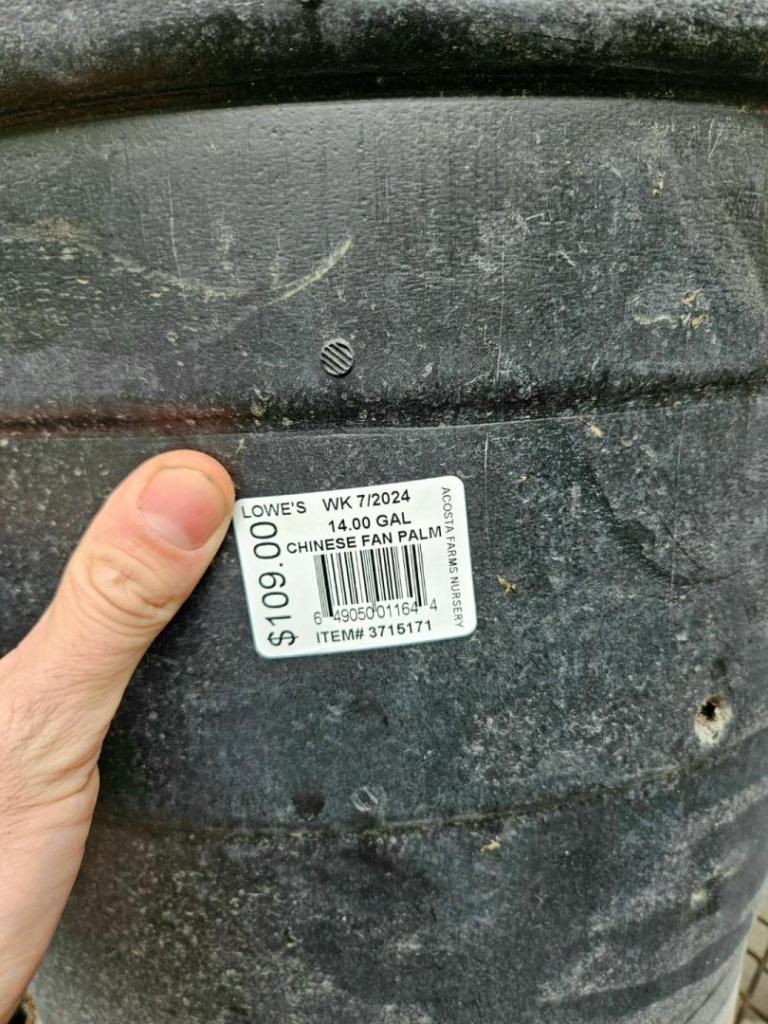 LOWE'S WK 7/2024
14.00 GAL
CHINESE FAN PALM
6 49050 01164 4
ITEM# 3715171
$109.00
ACOSTA FARMS NURSERY